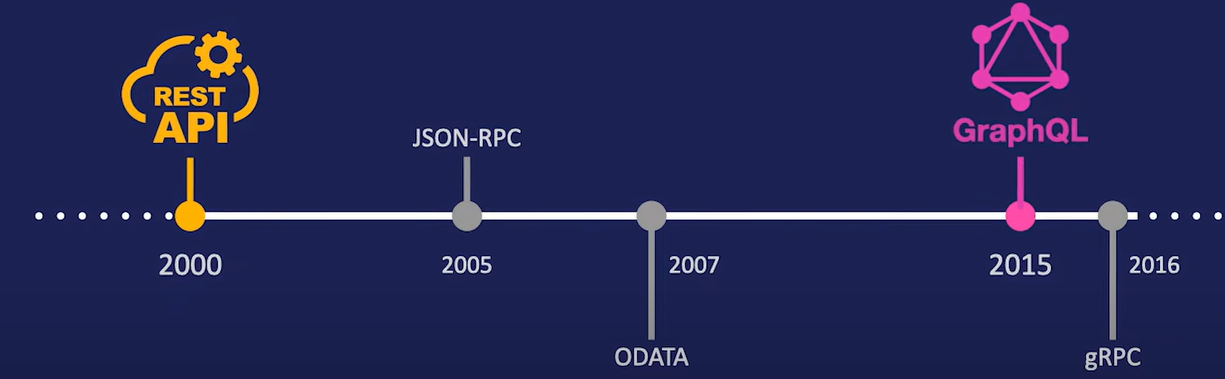 REST
API
JSON-RPC
GraphQL
2000
2005
2007
2015
2016
ODATA
gRPC